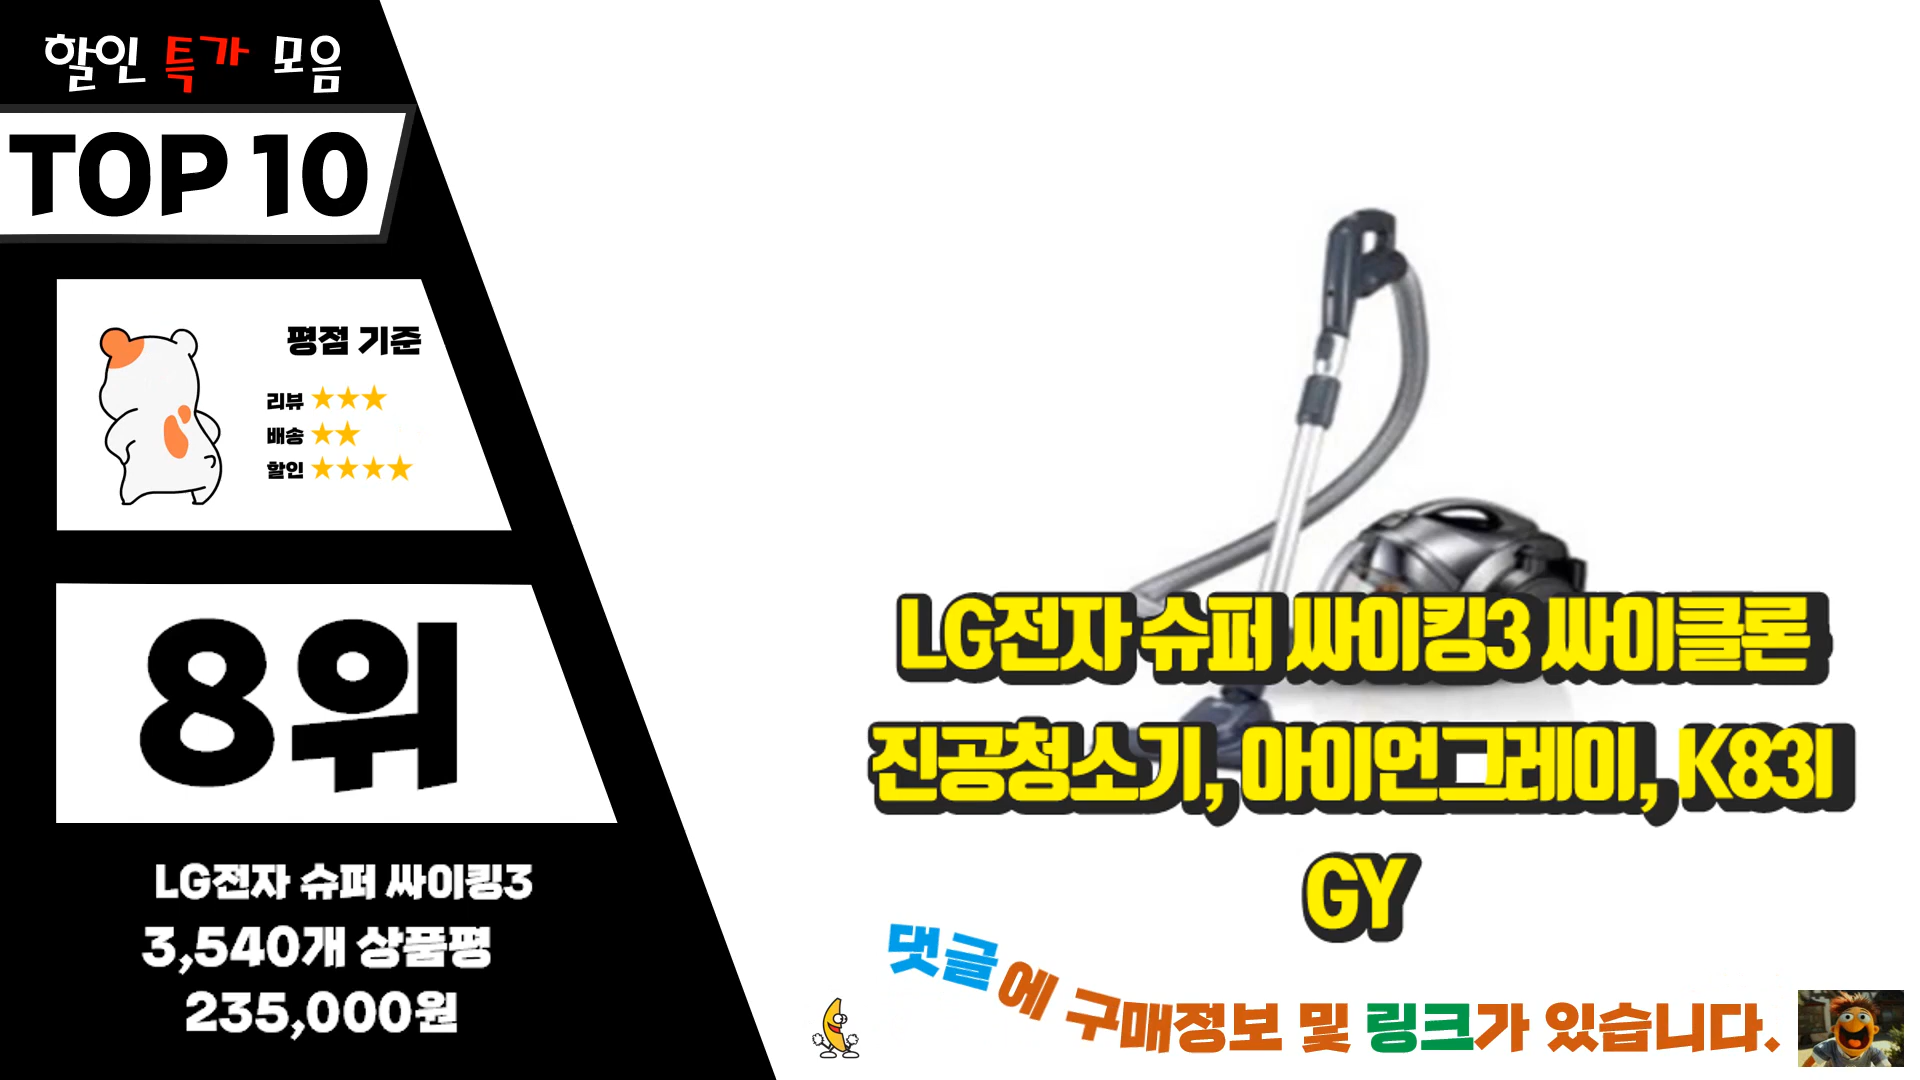 할인 특가 모음
TOP 10
평점 기준
리뷰 ★★★
배송 ★★
할인 ★★★★
8위
LG전자 슈퍼 싸이킹3
3,540개 상품평
235,000원
LG전자 슈퍼 싸이킹3 싸이클론
진공청소기, 아이언그레이, K83I
GY
댓글에 구매정보 및 링크가 있습니다.